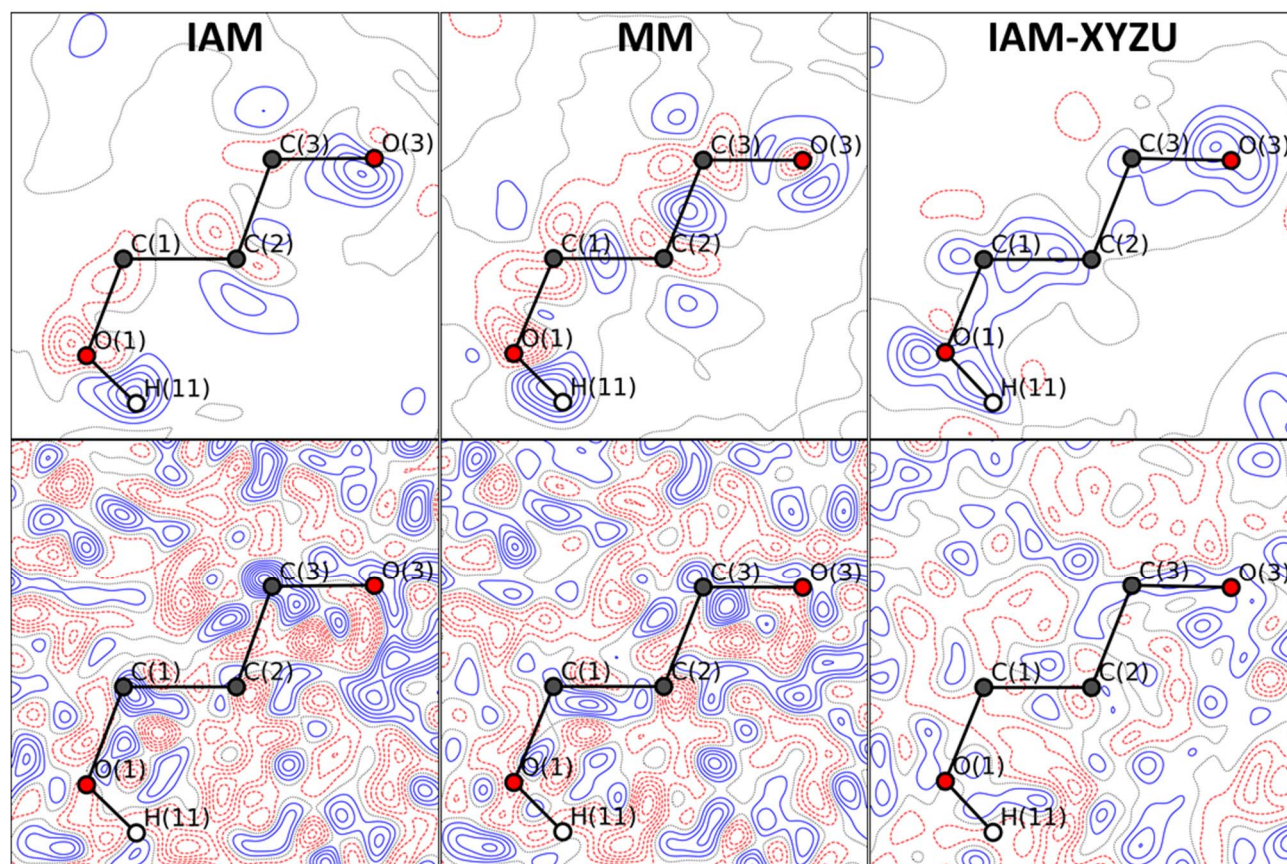 IAM
MM
IAM-XYZU
C(3)
O(3)
C(1)
C(2)
O(1)
H(11)
C(3)
O(3)
C(1)
C(2)
O(1)
H(11)
C(3)
O(3)
C(1)
C(2)
O(1)
H(11)
C(3)
O(3)
C(1)
C(2)
O(1)
H(11)
C(3)
O(3)
C(1)
C(2)
O(1)
H(11)
C(3)
O(3)
C(1)
C(2)
O(1)
H(11)